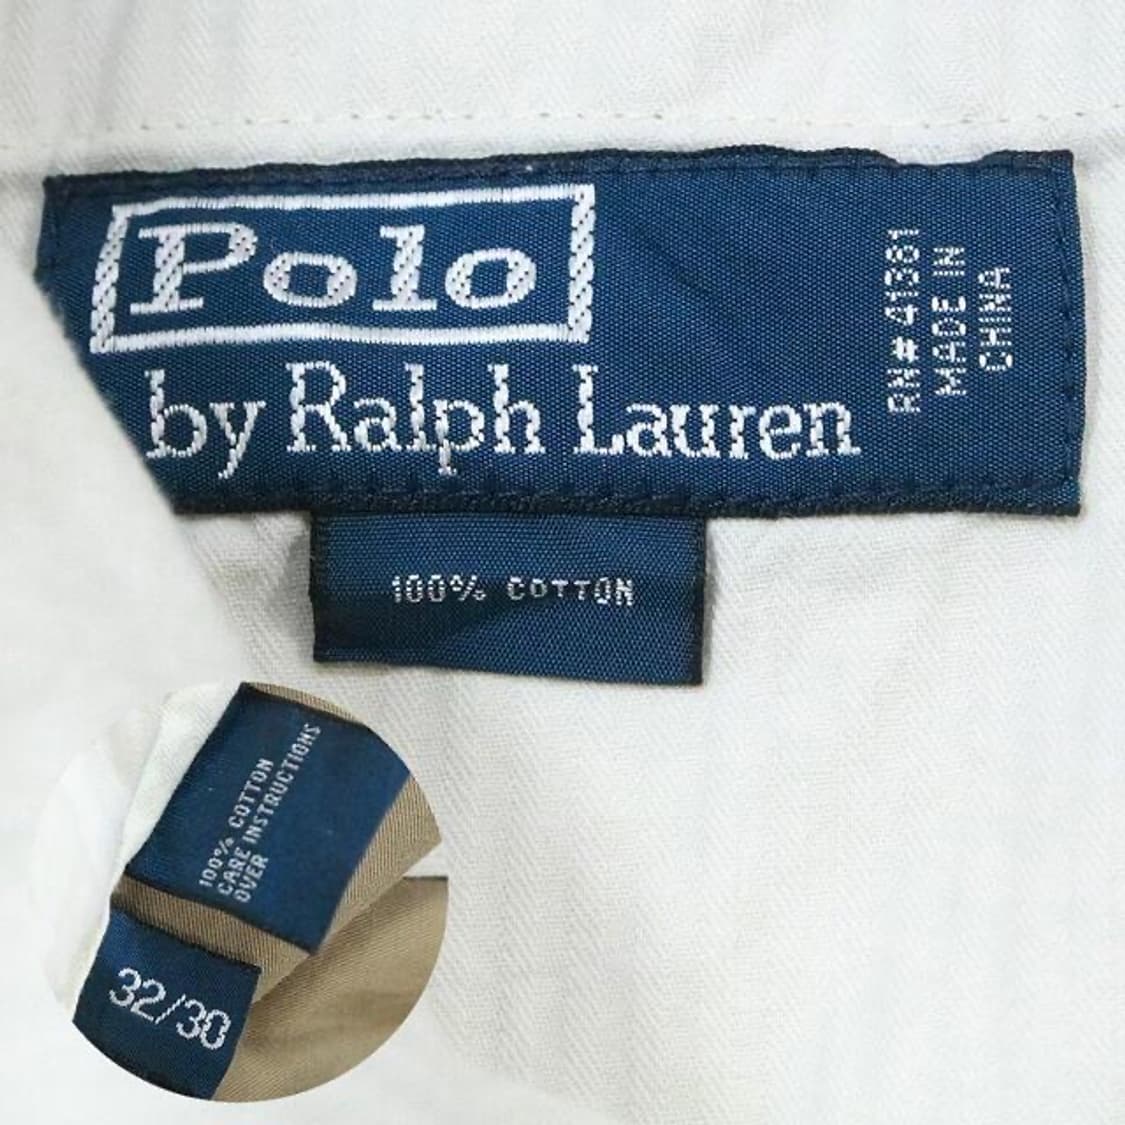 Polo
by Ralph Lauren
RN# 41381
MADE IN
CHINA
100% COTTON
100% COTTON
CARE INSTRUCTIONS
OVER
32/30